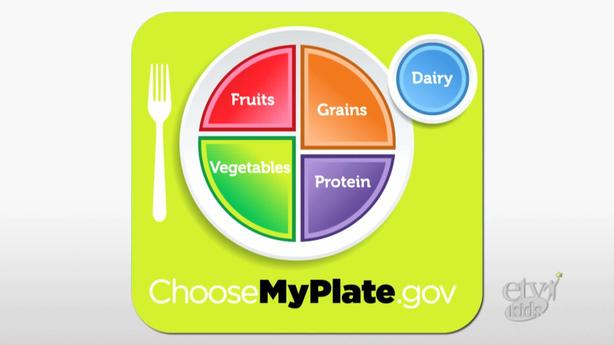 Fruits
Grains
Dairy
Vegetables
Protein
ChooseMyPlate.gov
etv
kids